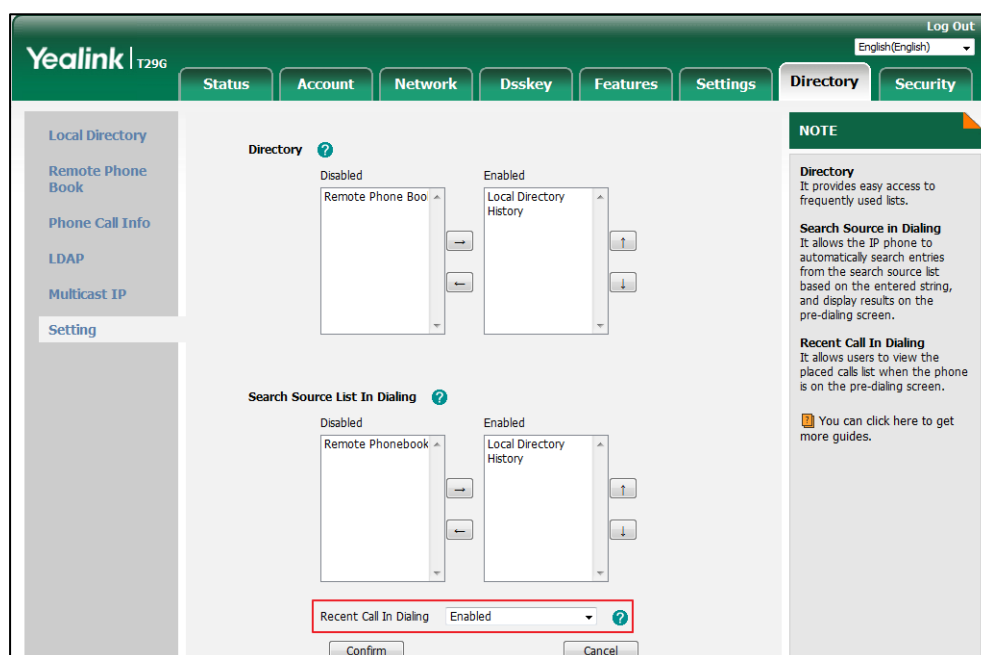 Log Out
English(English)
Yealink T29G
Status Account Network Dsskey Features Settings Directory Security
Local Directory
Remote Phone
Book
Phone Call Info
LDAP
Multicast IP
Setting
Directory ?
Disabled Enabled
Remote Phone Boo
Local Directory
History
→ ↑
← ↓
Search Source List In Dialing ?
Disabled Enabled
Remote Phonebook
Local Directory
History
→ ↑
← ↓
Recent Call In Dialing Enabled ?
Confirm Cancel
NOTE
Directory
It provides easy access to
frequently used lists.
Search Source in Dialing
It allows the IP phone to
automatically search entries
from the search source list
based on the entered string,
and display results on the
pre-dialing screen.
Recent Call In Dialing
It allows users to view the
placed calls list when the phone
is on the pre-dialing screen.
? You can click here to get
more guides.